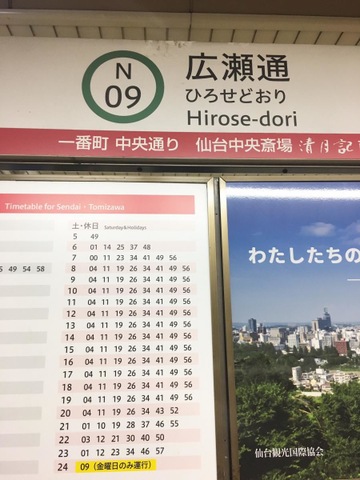 N
09
広瀬通
ひろせどおり
Hirose-dori
一番町 中央通り 仙台中央斎場 清月記
Timetable for Sendai・Tomizawa
土・休日 Saturday&Holidays
5 49
6 01 14 25 37 48
7 00 11 23 34 41 49 56
49 54 58
8 04 11 19 26 34 41 49 56
9 04 11 19 26 34 41 49 56
10 04 11 19 26 34 41 49 56
11 04 11 19 26 34 41 49 56
12 04 11 19 26 34 41 49 56
13 04 11 19 26 34 41 49 56
14 04 11 19 26 34 41 49 56
15 04 11 19 26 34 41 49 56
16 04 11 19 26 34 41 49 56
17 04 11 19 26 34 41 49 56
18 04 11 19 26 34 41 49 56
19 04 11 19 26 34 41 49 56
20 04 11 19 26 34 43 52
21 01 10 19 28 37 46 55
22 03 12 21 30 40 50
23 01 12 23 34 46 57
24 09(金曜日のみ運行)
わたしたちの
仙台観光国際協会